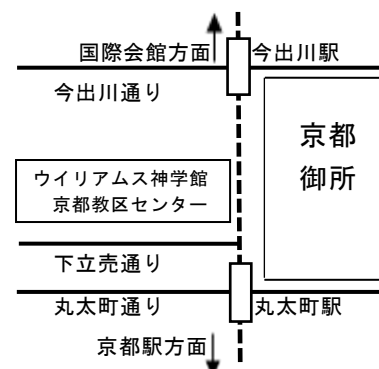 国際会館方面
今出川駅
今出川通り
京都
御所
ウイリアムス神学館
京都教区センター
下立売通り
丸太町通り
丸太町駅
京都駅方面